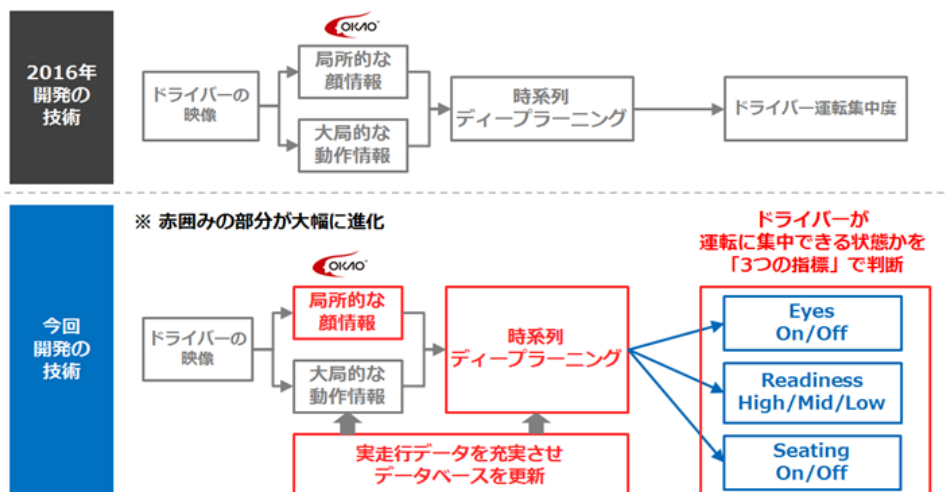 2016年
開発の
技術
OKAO
局所的な
顔情報
ドライバーの
映像
大局的な
動作情報
時系列
ディープラーニング
ドライバー運転集中度
※ 赤囲みの部分が大幅に進化
ドライバーが
運転に集中できる状態かを
「3つの指標」で判断
今回
開発の
技術
OKAO
局所的な
顔情報
ドライバーの
映像
大局的な
動作情報
時系列
ディープラーニング
Eyes
On/Off
Readiness
High/Mid/Low
Seating
On/Off
実走行データを充実させ
データベースを更新